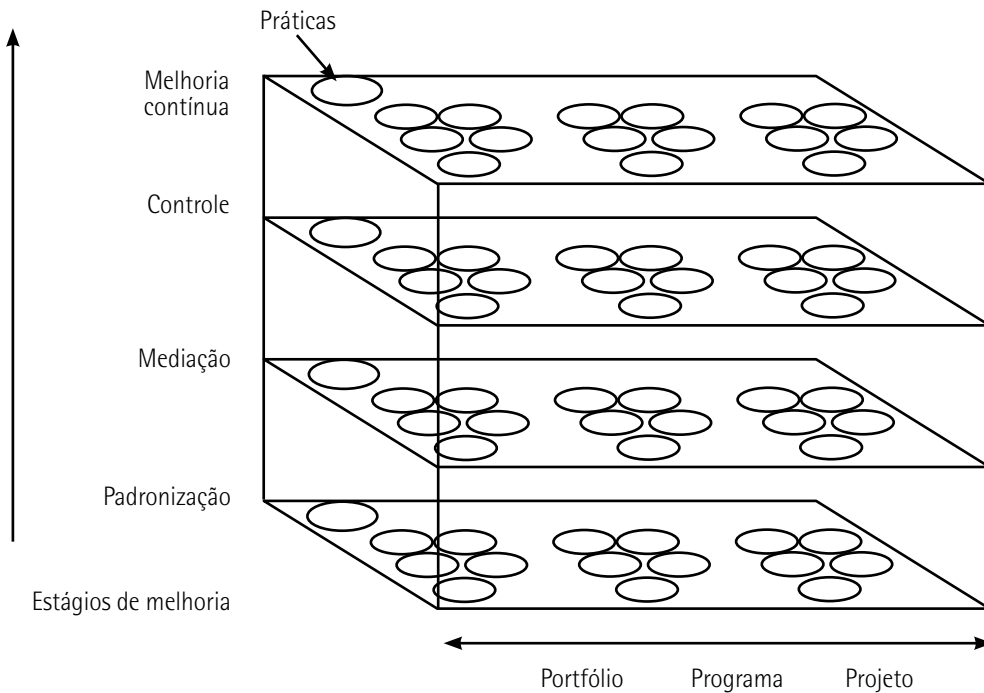 Práticas
Melhoria
contínua
Controle
Mediação
Padronização
Estágios de melhoria
Portfólio Programa Projeto